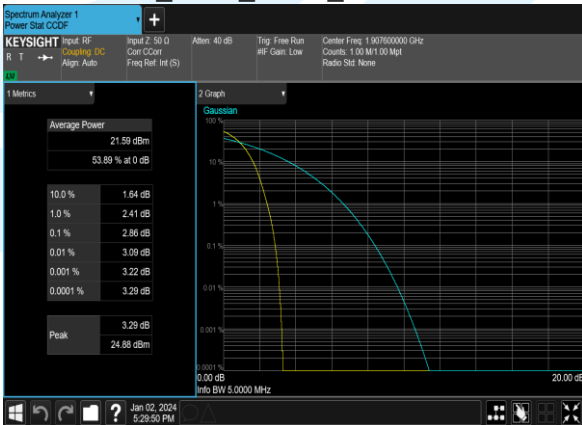 Spectrum Analyzer 1
Power Stat CCDF
+
KEYSIGHT
R T
LXI
Input: RF
Coupling: DC
Align: Auto
Input Z: 50 Ω
Corr CCorr
Freq Ref: Int (S)
Atten: 40 dB
Trig: Free Run
#IF Gain: Low
Center Freq: 1.907600000 GHz
Counts: 1.00 M/1.00 Mpt
Radio Std: None
1 Metrics
Average Power
21.59 dBm
53.89 % at 0 dB
10.0 % 1.64 dB
1.0 % 2.41 dB
0.1 % 2.86 dB
0.01 % 3.09 dB
0.001 % 3.22 dB
0.0001 % 3.29 dB
Peak
3.29 dB
24.88 dBm
2 Graph
Gaussian
100 %
10 %
1 %
0.1 %
0.01 %
0.001 %
0.0001 %
0.00 dB 20.00 dB
Info BW 5.0000 MHz
?
Jan 02, 2024
5:29:50 PM